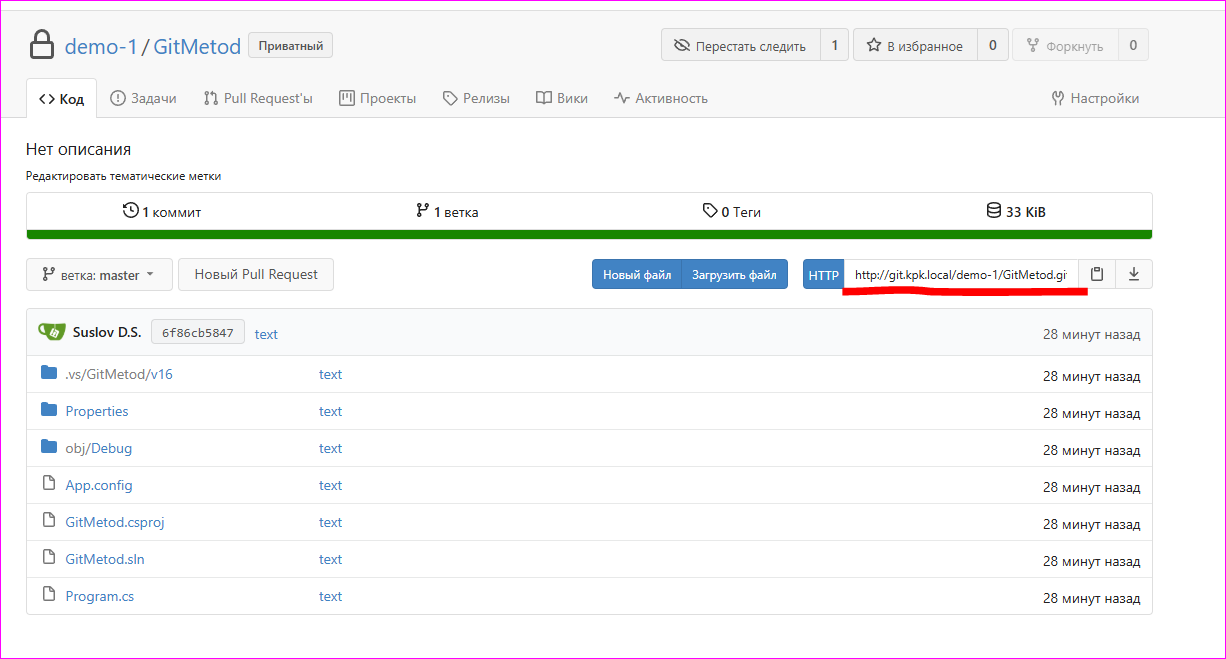 demo-1 / GitMetod Приватный Перестать следить 1 В избранное 0 Форкнуть 0
Код Задачи Pull Request'ы Проекты Релизы Вики Активность Настройки
Нет описания
Редактировать тематические метки
1 коммит 1 ветка 0 Теги 33 KiB
ветка: master Новый Pull Request Новый файл Загрузить файл HTTP http://git.kpk.local/demo-1/GitMetod.gi
Suslov D.S. 6f86cb5847 text 28 минут назад
.vs/GitMetod/v16 text 28 минут назад
Properties text 28 минут назад
obj/Debug text 28 минут назад
App.config text 28 минут назад
GitMetod.csproj text 28 минут назад
GitMetod.sln text 28 минут назад
Program.cs text 28 минут назад